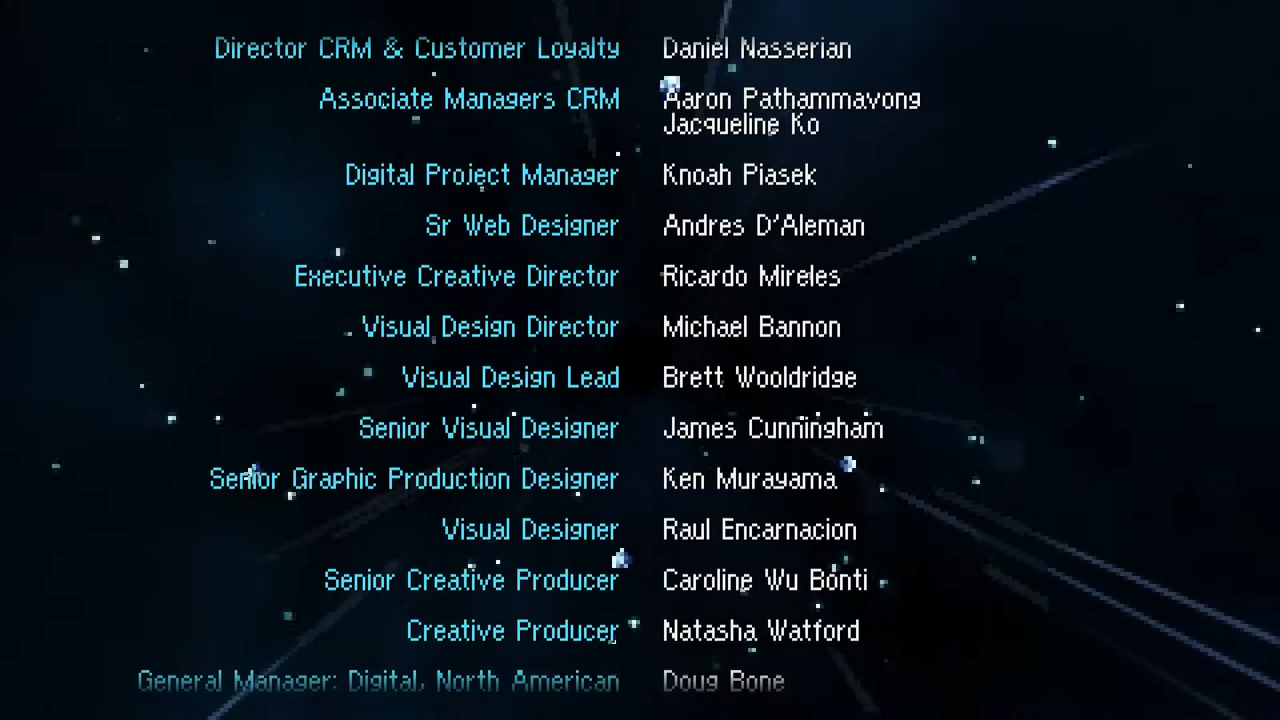 Director CRM & Customer Loyalty Daniel Nasserian
Associate Managers CRM Aaron Pathammavong
Jacqueline Ko
Digital Project Manager Knoah Piasek
Sr Web Designer Andres D'Aleman
Executive Creative Director Ricardo Mireles
Visual Design Director Michael Bannon
Visual Design Lead Brett Wooldridge
Senior Visual Designer James Cunningham
Senior Graphic Production Designer Ken Murayama
Visual Designer Raul Encarnacion
Senior Creative Producer Caroline Wu Bonti
Creative Producer Natasha Watford
General Manager: Digital, North American Doug Bone